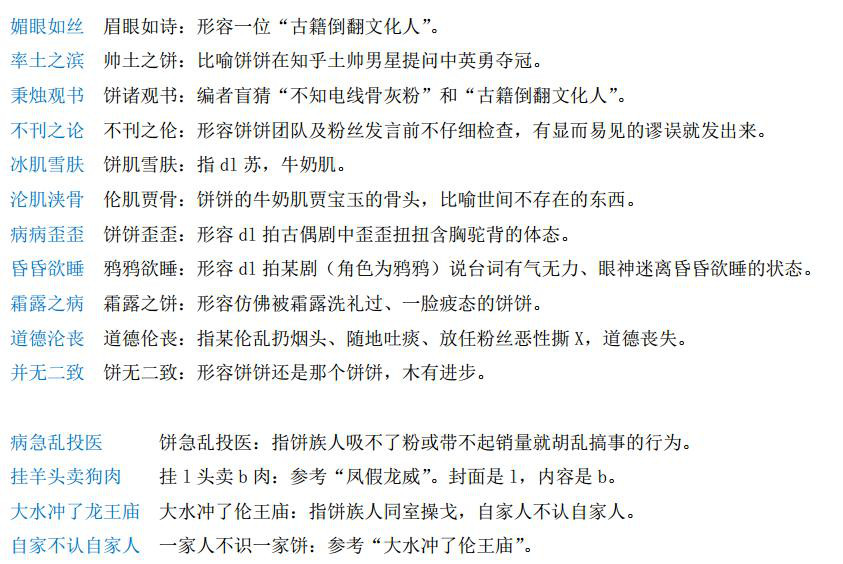 媚眼如丝 眉眼如诗：形容一位“古籍倒翻文化人”。
率土之滨 帅土之饼：比喻饼饼在知乎土帅男星提问中英勇夺冠。
秉烛观书 饼诸观书：编者盲猜“不知电线骨灰粉”和“古籍倒翻文化人”。
不刊之论 不刊之伦：形容饼饼团队及粉丝发言前不仔细检查，有显而易见的谬误就发出来。
冰肌雪肤 饼肌雪肤：指 dl 苏，牛奶肌。
沦肌浃骨 伦肌贾骨：饼饼的牛奶肌贾宝玉的骨头，比喻世间不存在的东西。
病病歪歪 饼饼歪歪：形容 dl 拍古偶剧中歪歪扭扭含胸驼背的体态。
昏昏欲睡 鸦鸦欲睡：形容 dl 拍某剧（角色为鸦鸦）说台词有气无力、眼神迷离昏昏欲睡的状态。
霜露之病 霜露之饼：形容仿佛被霜露洗礼过、一脸疲态的饼饼。
道德沦丧 道德伦丧：指某伦乱扔烟头、随地吐痰、放任粉丝恶性撕 X，道德丧失。
并无二致 饼无二致：形容饼饼还是那个饼饼，木有进步。
病急乱投医 饼急乱投医：指饼族人吸不了粉或带不起销量就胡乱搞事的行为。
挂羊头卖狗肉 挂 l 头卖 b 肉：参考“凤假龙威”。封面是 l，内容是 b。
大水冲了龙王庙 大水冲了伦王庙：指饼族人同室操戈，自家人不认自家人。
自家不认自家人 一家人不识一家饼：参考“大水冲了伦王庙”。